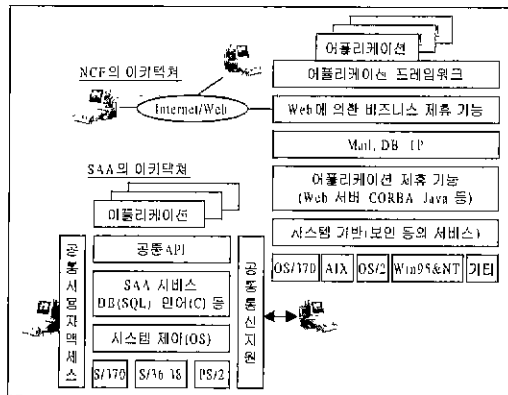 NCF의 아키텍쳐
Internet/Web
어플리케이션
어플리케이션 프레임워크
Web에 의한 비즈니스 제휴 기능
Mail, DB TP
어플리케이션 제휴 기능
(Web 서버 CORBA Java 등)
시스템 기반(보안 등의 서비스)
OS/370
AIX
OS/2
Win95&NT
기타
SAA의 아키텍쳐
어플리케이션
공통사용자액세스
공통API
SAA 서비스
DB(SQL) 언어(C) 등
시스템 제어(OS)
S/370
S/36 38
PS/2
공통통신지원